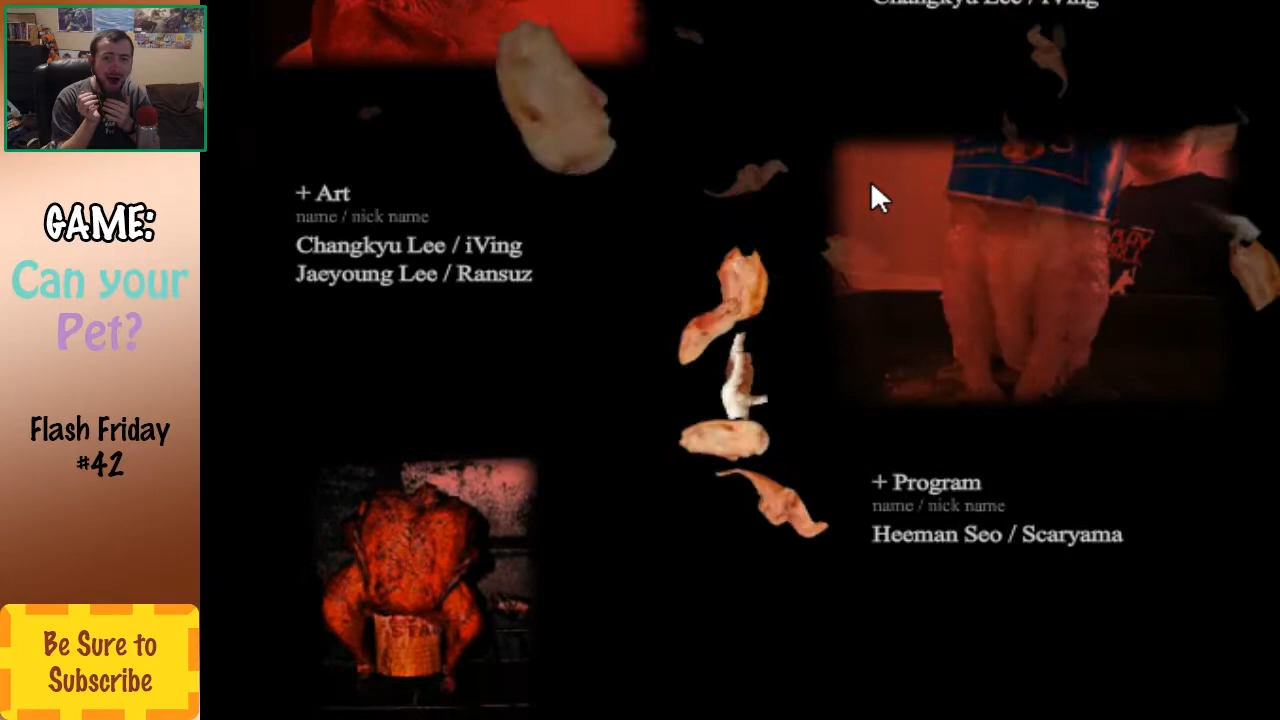 GAME:
Can your
Pet?
Flash Friday
#42
Be Sure to
Subscribe
Changkyu Lee / iVing
+ Art
name / nick name
Changkyu Lee / iVing
Jaeyoung Lee / Ransuz
+ Program
name / nick name
Heeman Seo / Scaryama